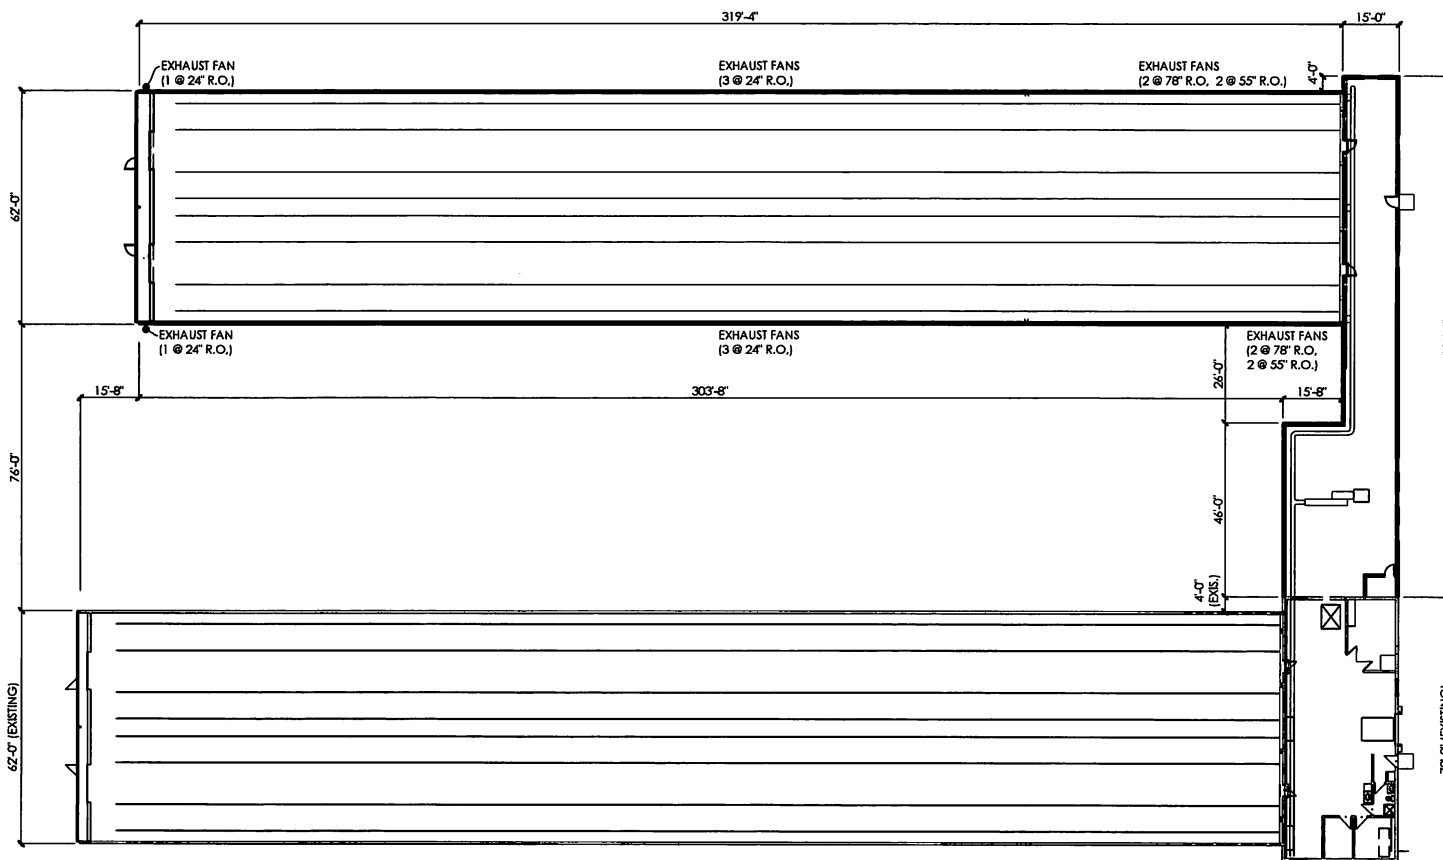 319'-4"
15'-0"
EXHAUST FAN
(1 @ 24" R.O.)
EXHAUST FANS
(3 @ 24" R.O.)
EXHAUST FANS
(2 @ 78" R.O, 2 @ 55" R.O.)
4'-0"
62'-0"
EXHAUST FAN
(1 @ 24" R.O.)
EXHAUST FANS
(3 @ 24" R.O.)
EXHAUST FANS
(2 @ 78" R.O,
2 @ 55" R.O.)
26'-0"
15'-8"
303'-8"
15'-8"
76'-0"
46'-0"
4'-0"
(EXIS.)
62'-0" (EXISTING)